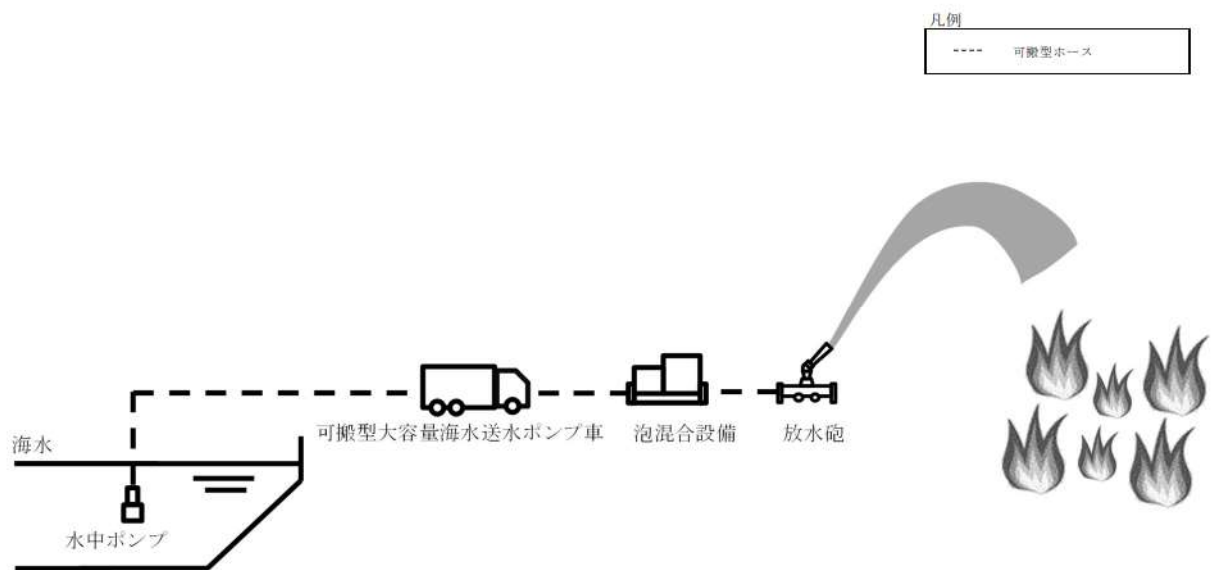 凡例
可搬型ホース
可搬型大容量海水送水ポンプ車
泡混合設備
放水砲
海水
水中ポンプ